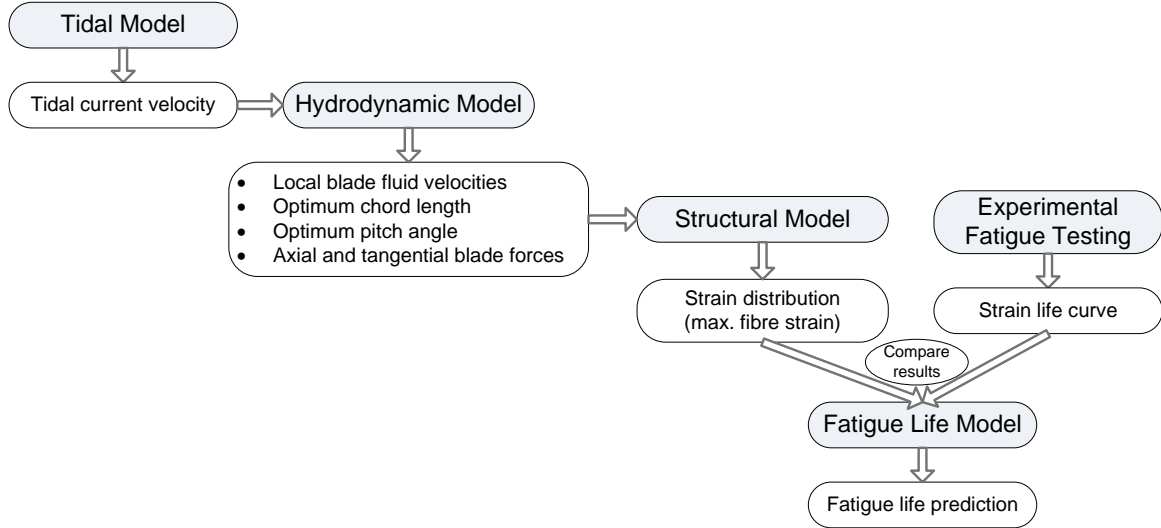 Tidal Model
Tidal current velocity
Hydrodynamic Model
• Local blade fluid velocities
• Optimum chord length
• Optimum pitch angle
• Axial and tangential blade forces
Structural Model
Experimental
Fatigue Testing
Strain distribution
(max. fibre strain)
Strain life curve
Compare
results
Fatigue Life Model
Fatigue life prediction